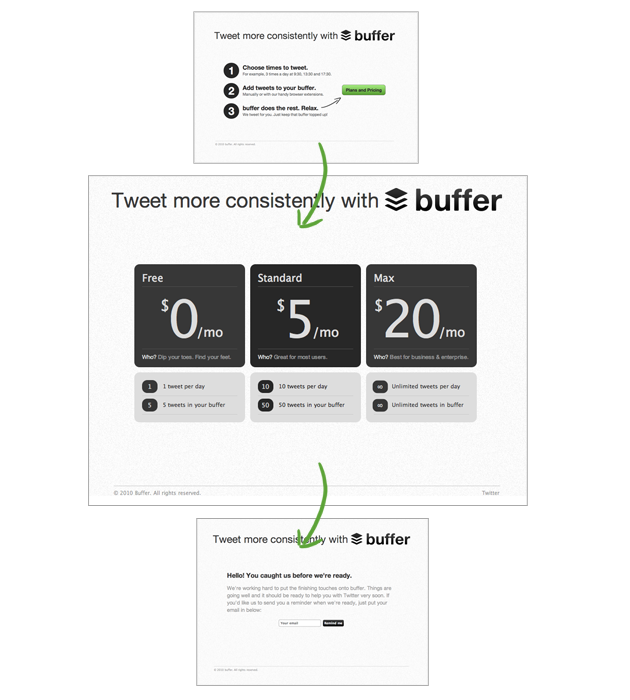 Tweet more consistently with buffer
1 Choose times to tweet.
For example, 3 times a day at 9:00, 13:30 and 17:30.
2 Add tweets to your buffer.
Manually or with our handy browser extensions.
Plans and Pricing
3 buffer does the rest. Relax.
We tweet for you. Just keep that buffer topped up!
© 2010 Buffer. All rights reserved.
Tweet more consistently with buffer
Free Standard Max
$0/mo $5/mo $20/mo
Who? Dip your toes. Find your feet. Who? Great for most users. Who? Best for business & enterprise.
1 1 tweet per day 10 10 tweets per day ∞ Unlimited tweets per day
5 5 tweets in your buffer 50 50 tweets in your buffer ∞ Unlimited tweets in buffer
© 2010 Buffer. All rights reserved. Twitter
Tweet more consistently with buffer
Hello! You caught us before we're ready.
We're working hard to put the finishing touches onto buffer. Things are
going well and it should be ready to help you with Twitter very soon. If
you'd like us to send you a reminder when we're ready, just put your
email in below:
Your email Remind me
© 2010 Buffer. All rights reserved.